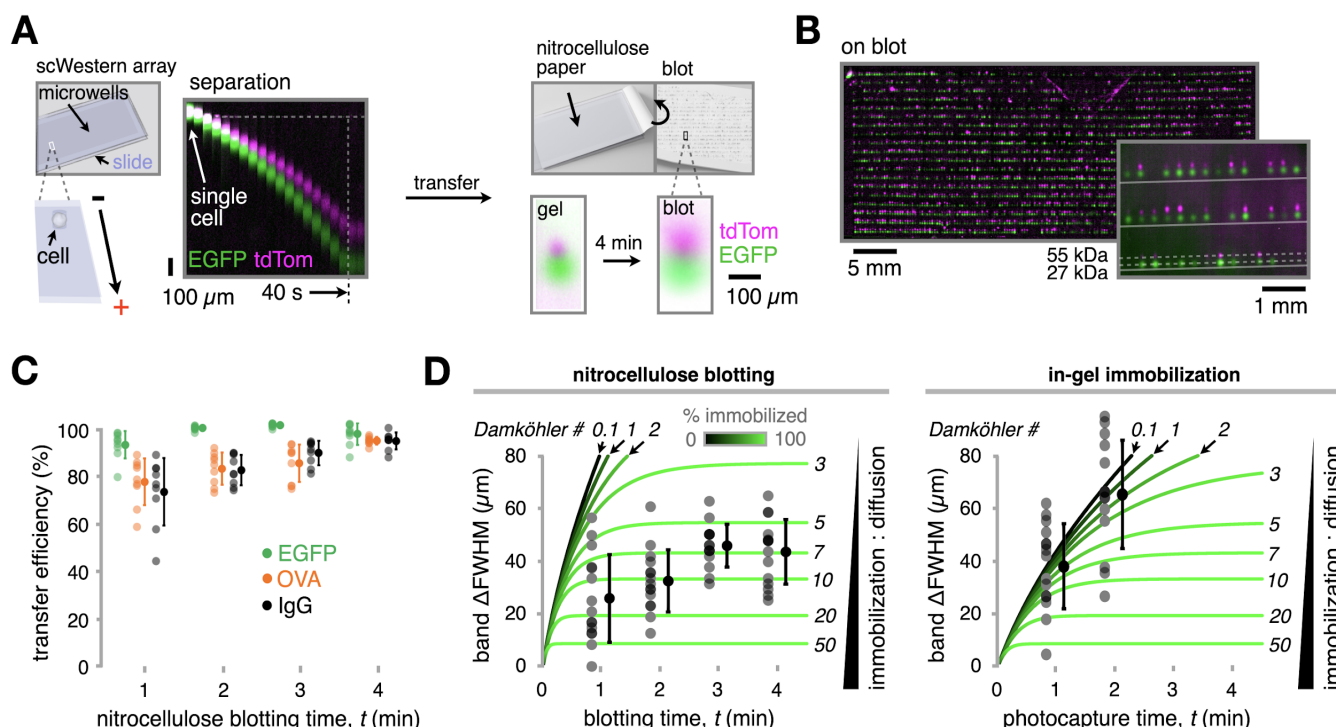 A
scWestern array
microwells
slide
cell
-
+
separation
single
cell
EGFP tdTom
100 µm
40 s
transfer
nitrocellulose
paper
blot
gel
4 min
blot
tdTom
EGFP
100 µm
B
on blot
5 mm
55 kDa
27 kDa
1 mm
C
transfer efficiency (%)
100
80
60
40
20
0
EGFP
OVA
IgG
1 2 3 4
nitrocellulose blotting time, t (min)
D
nitrocellulose blotting
% immobilized
0 100
Damköhler # 0.1 1 2
band ΔFWHM (µm)
80
60
40
20
0
3
5
7
10
20
50
0 1 2 3 4
blotting time, t (min)
immobilization : diffusion
in-gel immobilization
Damköhler # 0.1 1 2
band ΔFWHM (µm)
80
60
40
20
0
3
5
7
10
20
50
0 1 2 3 4
photocapture time, t (min)
immobilization : diffusion